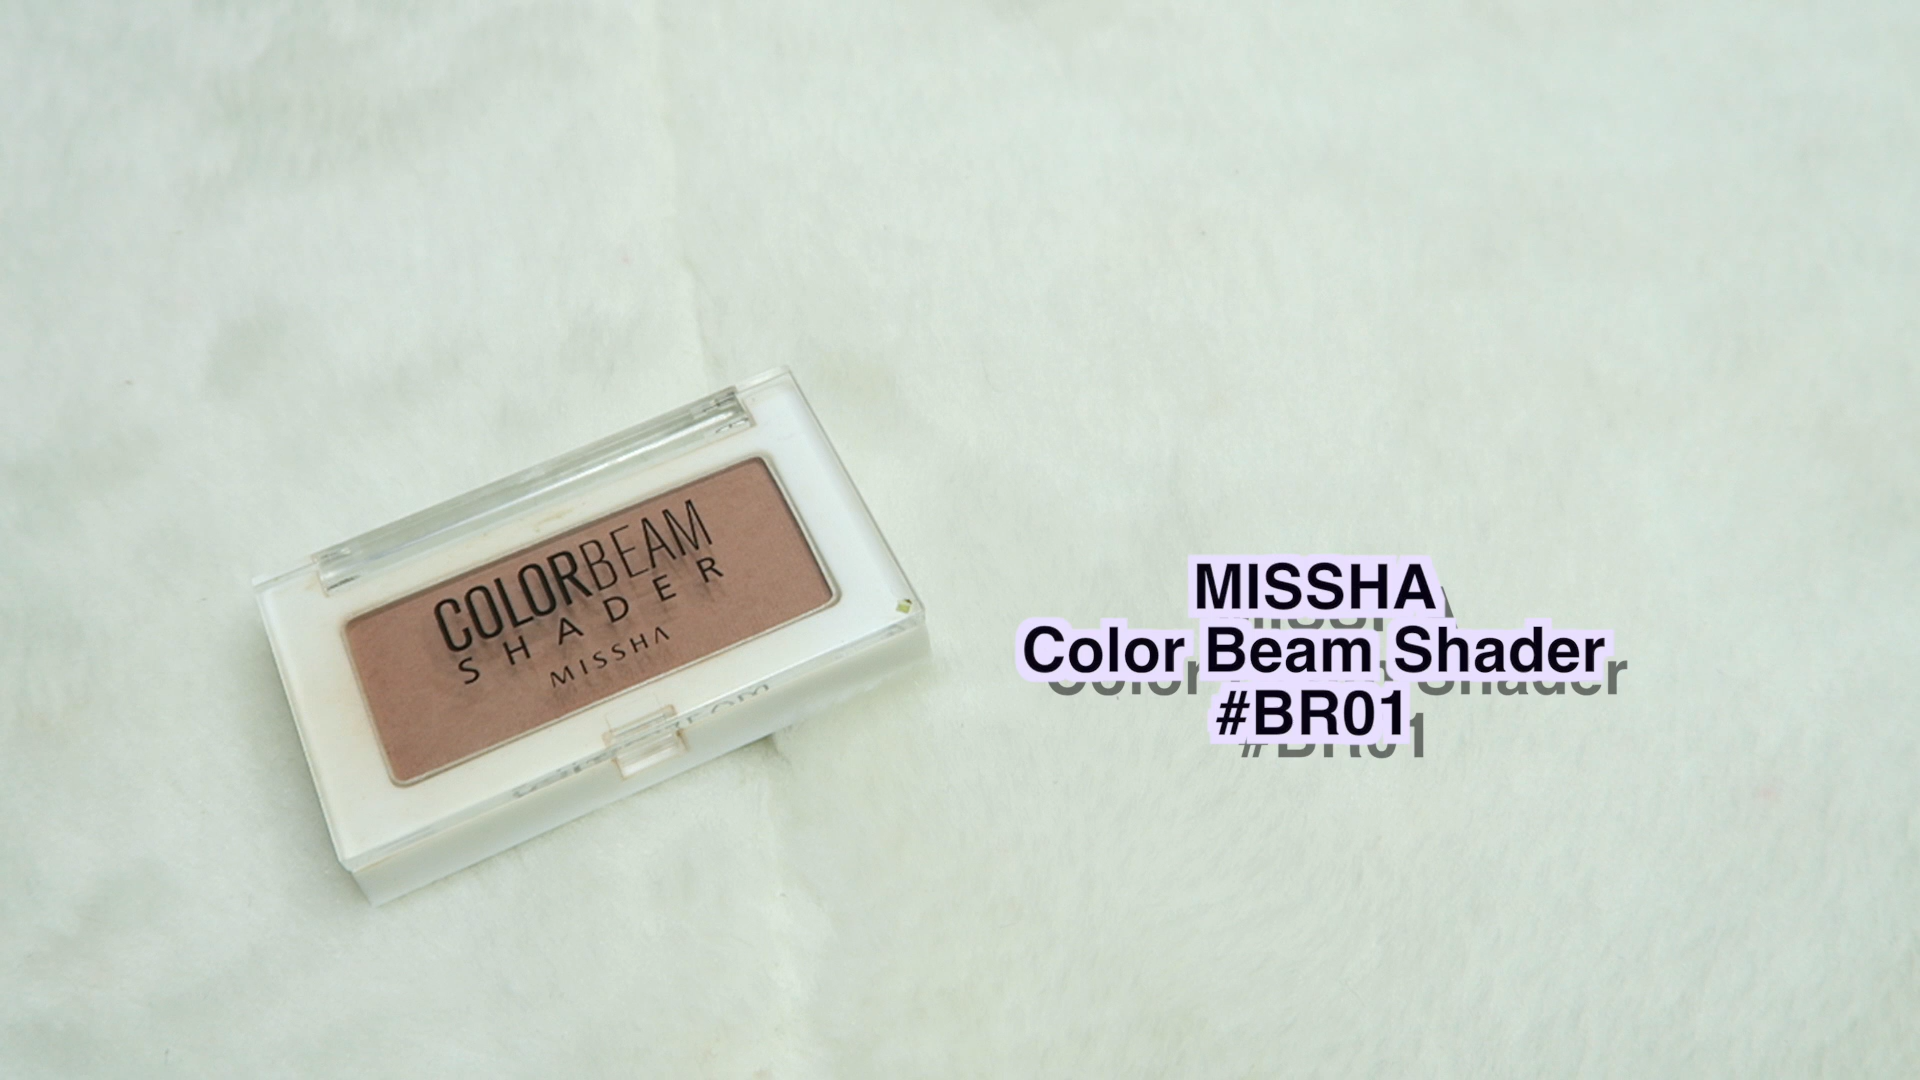 COLORBEAM
SHADER
MISSHA
MISSHA
Color Beam Shader
#BR01